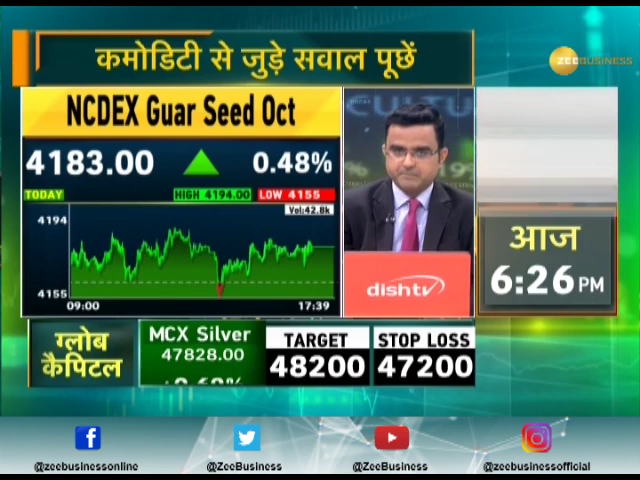 कमोडिटी से जुड़े सवाल पूछें
ZEEBUSINESS
NCDEX Guar Seed Oct
4183.00 0.48%
TODAY HIGH 4194.00 LOW 4155
Vol:42.8k
4194
4155
09:00 17:39
CULTU
dishtv
आज
6:26 PM
ग्लोब
कैपिटल
MCX Silver
47828.00
TARGET
48200
STOP LOSS
47200
@zeebusinessonline @ZeeBusiness @ZeeBusiness @zeebusinessofficial